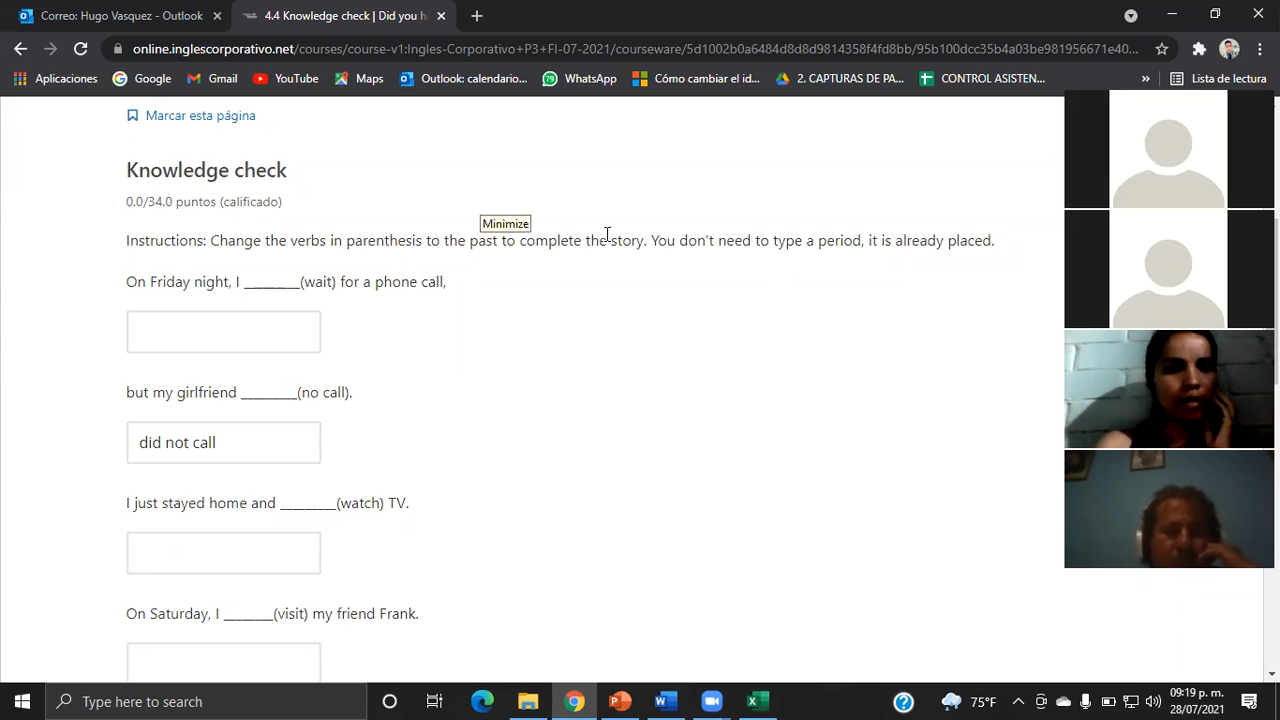 Correo: Hugo Vasquez - Outlook
4.4 Knowledge check | Did you ha
online.inglescorporativo.net/courses/course-v1:Ingles-Corporativo+P3+FI-07-2021/courseware/5d1002b0a6484d8d8d9814358f4fd8bb/95b100dcc35b4a03be981956671e40...
Aplicaciones
Google
Gmail
YouTube
Maps
Outlook: calendario...
WhatsApp
Cómo cambiar el id...
2. CAPTURAS DE PA...
CONTROL ASISTEN...
»
Lista de lectura
Marcar esta página
Knowledge check
0.0/34.0 puntos (calificado)
Minimize
Instructions: Change the verbs in parenthesis to the past to complete the story. You don't need to type a period, it is already placed.
On Friday night, I ________(wait) for a phone call,
but my girlfriend ________(no call).
did not call
I just stayed home and ________(watch) TV.
On Saturday, I _______(visit) my friend Frank.
Type here to search
75°F
09:19 p. m.
28/07/2021